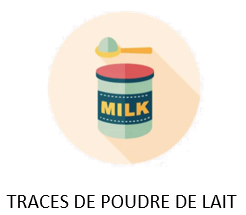 MILK
TRACES DE POUDRE DE LAIT